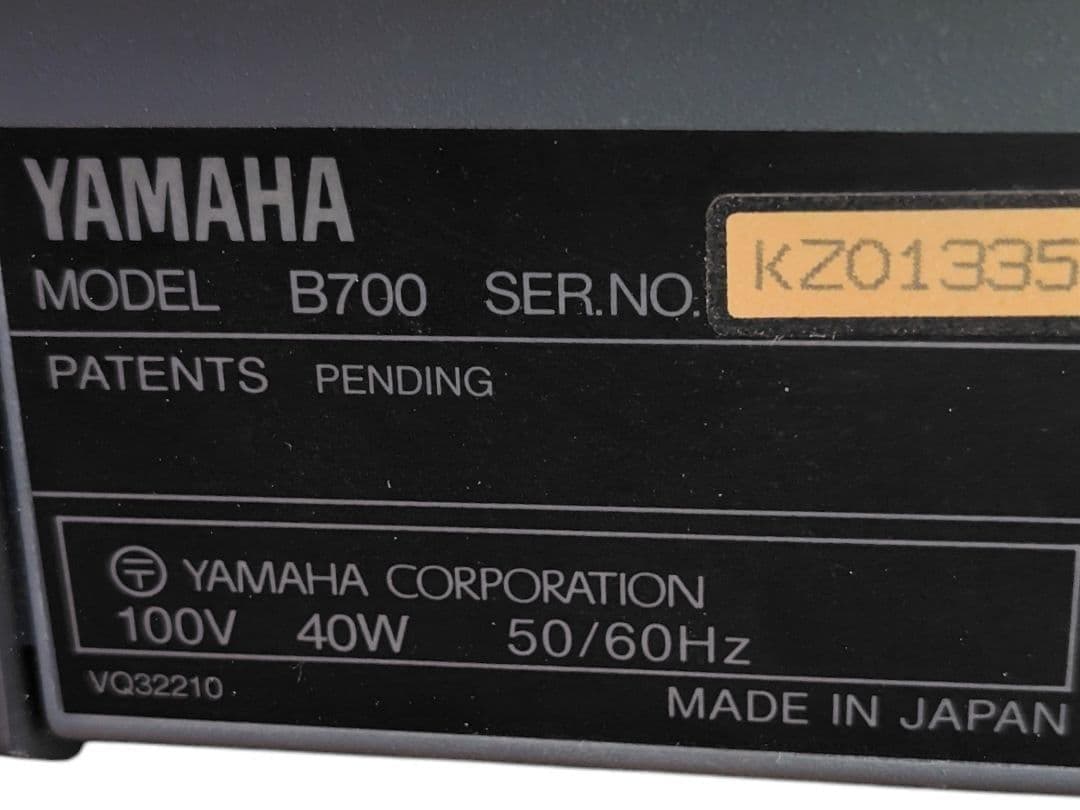 YAMAHA
MODEL B700 SER.NO. KZ01335
PATENTS PENDING
〒 YAMAHA CORPORATION
100V 40W 50/60Hz
VQ32210
MADE IN JAPAN